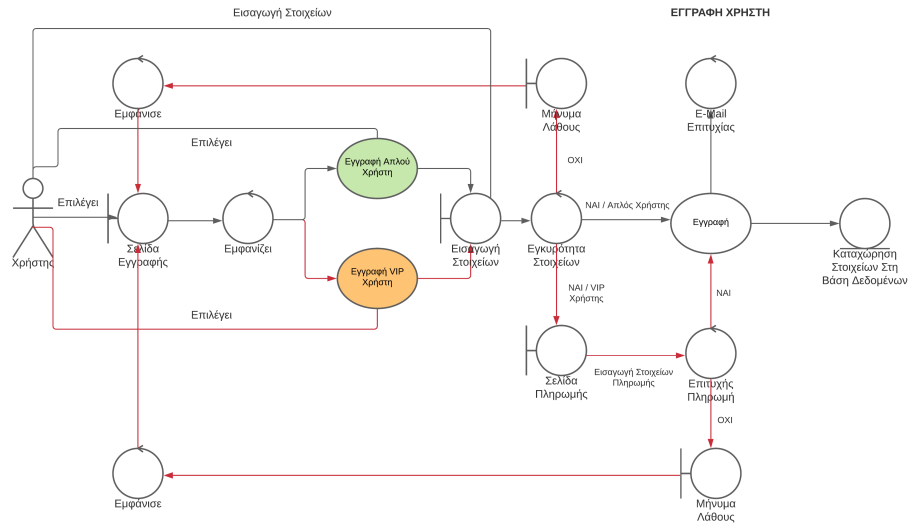 Εισαγωγή Στοιχείων
ΕΓΓΡΑΦΗ ΧΡΗΣΤΗ
Εμφάνισε
Μήνυμα
Λάθους
E-Mail
Επιτυχίας
Επιλέγει
ΟΧΙ
Εγγραφή Απλού
Χρήστη
Επιλέγει
ΝΑΙ / Απλός Χρήστης
Εγγραφή
Χρήστης
Σελίδα
Εγγραφής
Εμφανίζει
Εισαγωγή
Στοιχείων
Εγκυρότητα
Στοιχείων
Καταχώρηση
Στοιχείων Στη
Βάση Δεδομένων
Εγγραφή VIP
Χρήστη
ΝΑΙ / VIP
Χρήστης
ΝΑΙ
Επιλέγει
Σελίδα
Πληρωμής
Εισαγωγή Στοιχείων
Πληρωμής
Επιτυχής
Πληρωμή
ΟΧΙ
Εμφάνισε
Μήνυμα
Λάθους